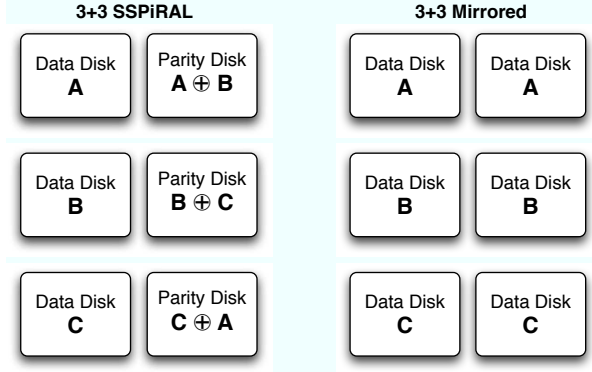 3+3 SSPiRAL
3+3 Mirrored
Data Disk
A
Parity Disk
A ⊕ B
Data Disk
A
Data Disk
A
Data Disk
B
Parity Disk
B ⊕ C
Data Disk
B
Data Disk
B
Data Disk
C
Parity Disk
C ⊕ A
Data Disk
C
Data Disk
C